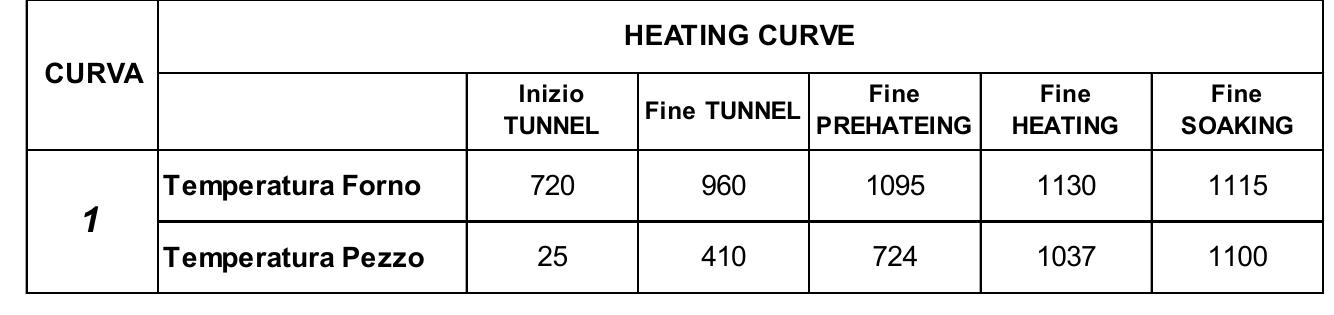 CURVA
HEATING CURVE
Inizio TUNNEL
Fine TUNNEL
Fine PREHATEING
Fine HEATING
Fine SOAKING
1
Temperatura Forno 720 960 1095 1130 1115
Temperatura Pezzo 25 410 724 1037 1100